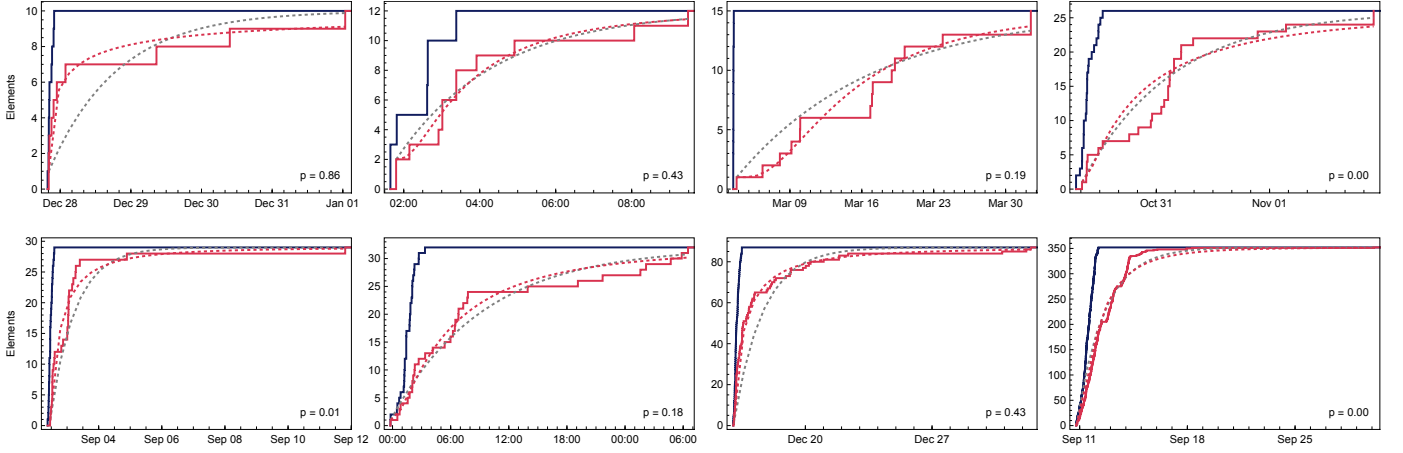 10
8
6
4
2
0
Elements
p = 0.86
Dec 28 Dec 29 Dec 30 Dec 31 Jan 01
12
10
8
6
4
2
0
p = 0.43
02:00 04:00 06:00 08:00
15
10
5
0
p = 0.19
Mar 09 Mar 16 Mar 23 Mar 30
25
20
15
10
5
0
p = 0.00
Oct 31 Nov 01
30
25
20
15
10
5
0
Elements
p = 0.01
Sep 04 Sep 06 Sep 08 Sep 10 Sep 12
30
25
20
15
10
5
0
p = 0.18
00:00 06:00 12:00 18:00 00:00 06:00
80
60
40
20
0
p = 0.43
Dec 20 Dec 27
350
300
250
200
150
100
50
0
p = 0.00
Sep 11 Sep 18 Sep 25